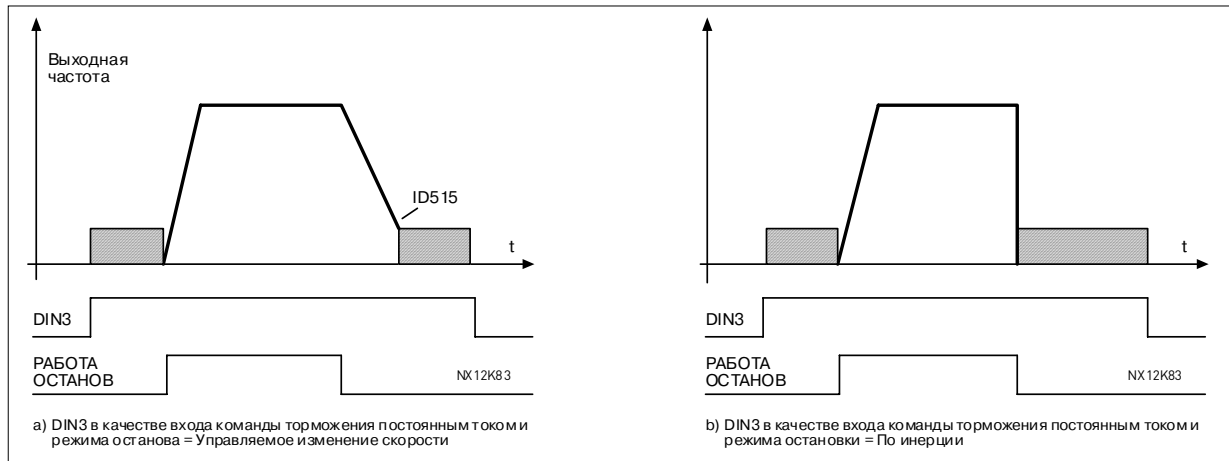 Выходная
частота
ID515
t
DIN3
РАБОТА
ОСТАНОВ
NX12K83
a) DIN3 в качестве входа команды торможения постоянным током и
режима останова = Управляемое изменение скорости
t
DIN3
РАБОТА
ОСТАНОВ
NX12K83
b) DIN3 в качестве входа команды торможения постоянным током и
режима остановки = По инерции